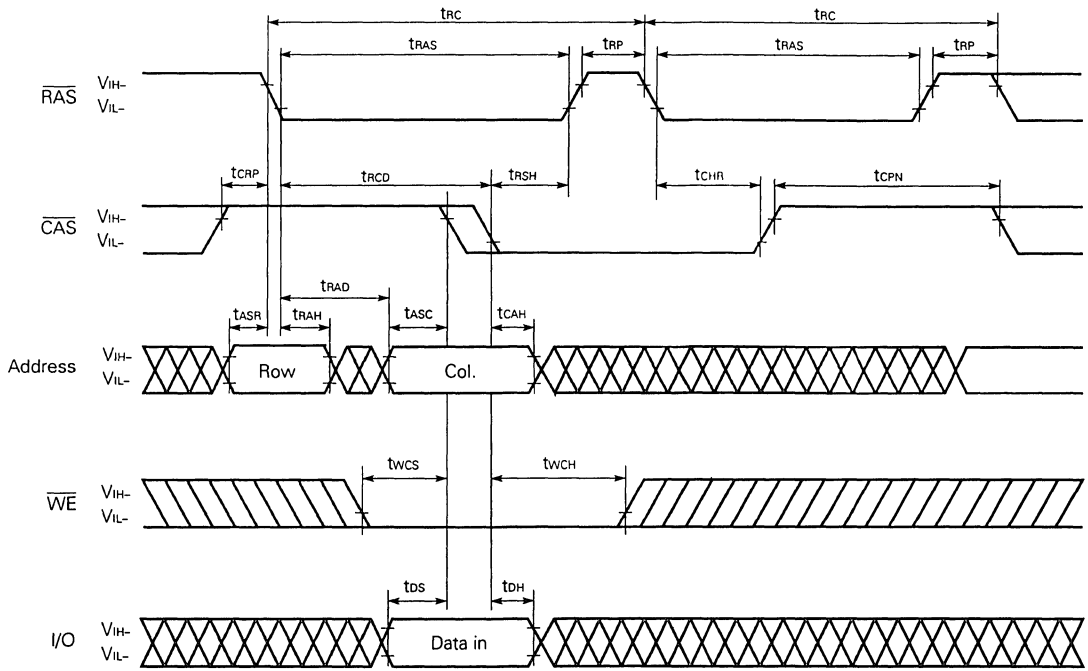 tRC tRC
tRAS tRP tRAS tRP
RAS VIH– VIL–
tCRP tRCD tRSH tCHR tCPN
CAS VIH– VIL–
tRAD
tASR tRAH tASC tCAH
Address VIH– VIL– Row Col.
tWCS tWCH
WE VIH– VIL–
tDS tDH
I/O VIH– VIL– Data in